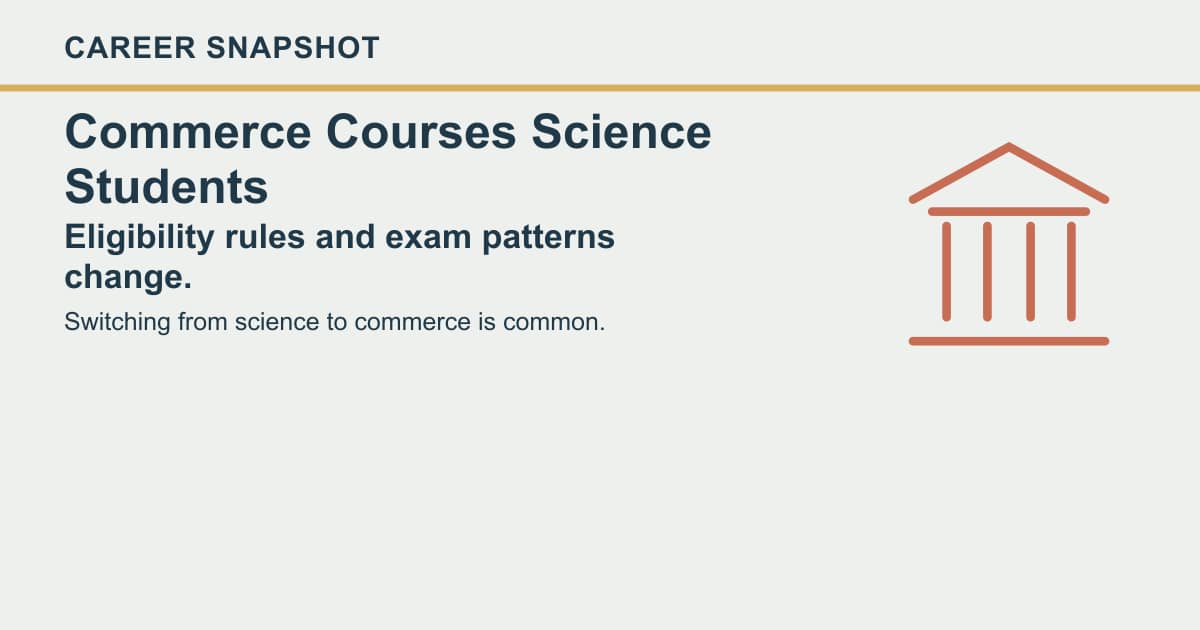 CAREER SNAPSHOT
Commerce Courses Science
Students
Eligibility rules and exam patterns
change.
Switching from science to commerce is common.